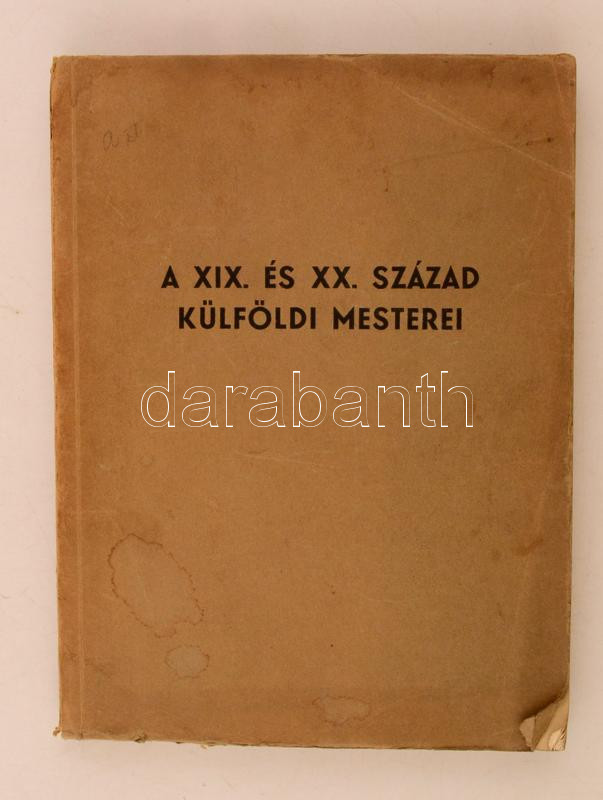 A XIX. ÉS XX. SZÁZAD
KÜLFÖLDI MESTEREI
darabanth